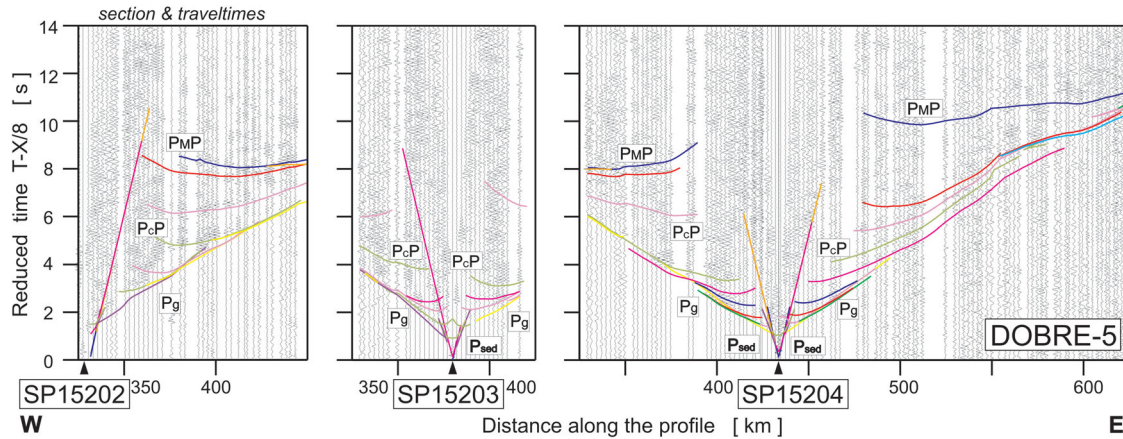 section & traveltimes
Reduced time T-X/8 [ s ]
14
12
10
8
6
4
2
0
PMP
PcP
Pg
350
400
SP15202
W
PcP
PcP
Pg
Pg
Psed
350
400
SP15203
PMP
PMP
PcP
PcP
Pg
Pg
Psed
Psed
DOBRE-5
400
500
600
SP15204
Distance along the profile [ km ]
E